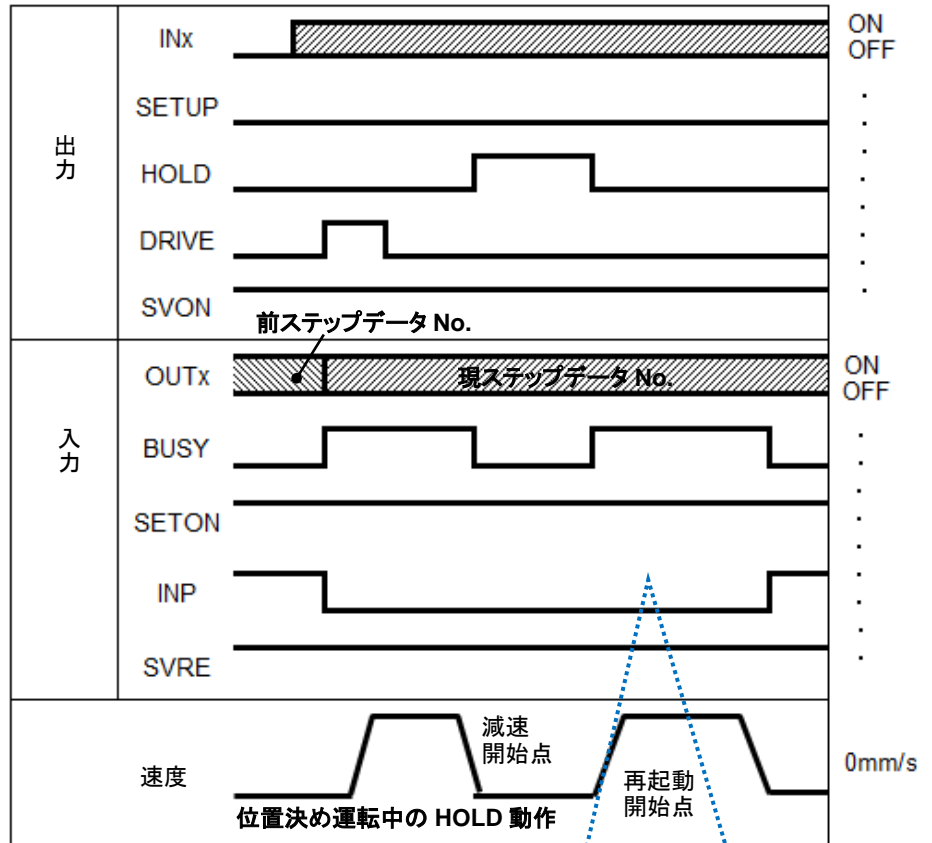 出力
INx
ON
OFF
SETUP
HOLD
DRIVE
SVON
前ステップデータ No.
入力
OUTx
現ステップデータ No.
ON
OFF
BUSY
SETON
INP
SVRE
速度
減速
開始点
再起動
開始点
0mm/s
位置決め運転中の HOLD 動作